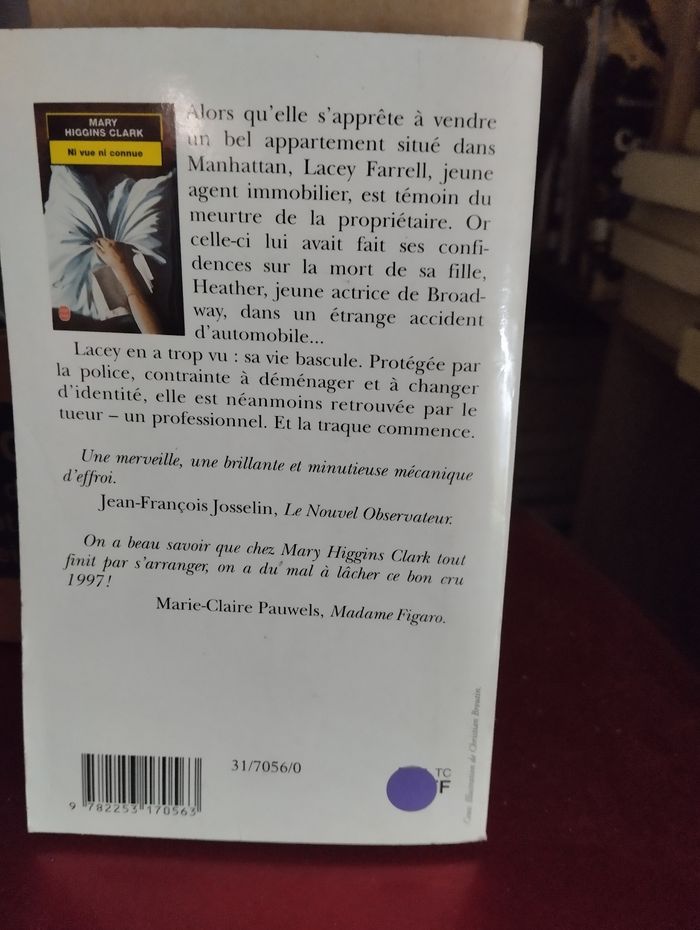 MARY
HIGGINS CLARK
Ni vue ni connue
Alors qu'elle s'apprête à vendre
un bel appartement situé dans
Manhattan, Lacey Farrell, jeune
agent immobilier, est témoin du
meurtre de la propriétaire. Or
celle-ci lui avait fait ses confi-
dences sur la mort de sa fille,
Heather, jeune actrice de Broad-
way, dans un étrange accident
d'automobile...
Lacey en a trop vu : sa vie bascule. Protégée par
la police, contrainte à déménager et à changer
d'identité, elle est néanmoins retrouvée par le
tueur – un professionnel. Et la traque commence.
Une merveille, une brillante et minutieuse mécanique
d'effroi.
Jean-François Josselin, Le Nouvel Observateur.
On a beau savoir que chez Mary Higgins Clark tout
finit par s'arranger, on a du mal à lâcher ce bon cru
1997 !
Marie-Claire Pauwels, Madame Figaro.
Couv. illustration de Christian Broutin.
31/7056/0
TC
F
9 782253 170563